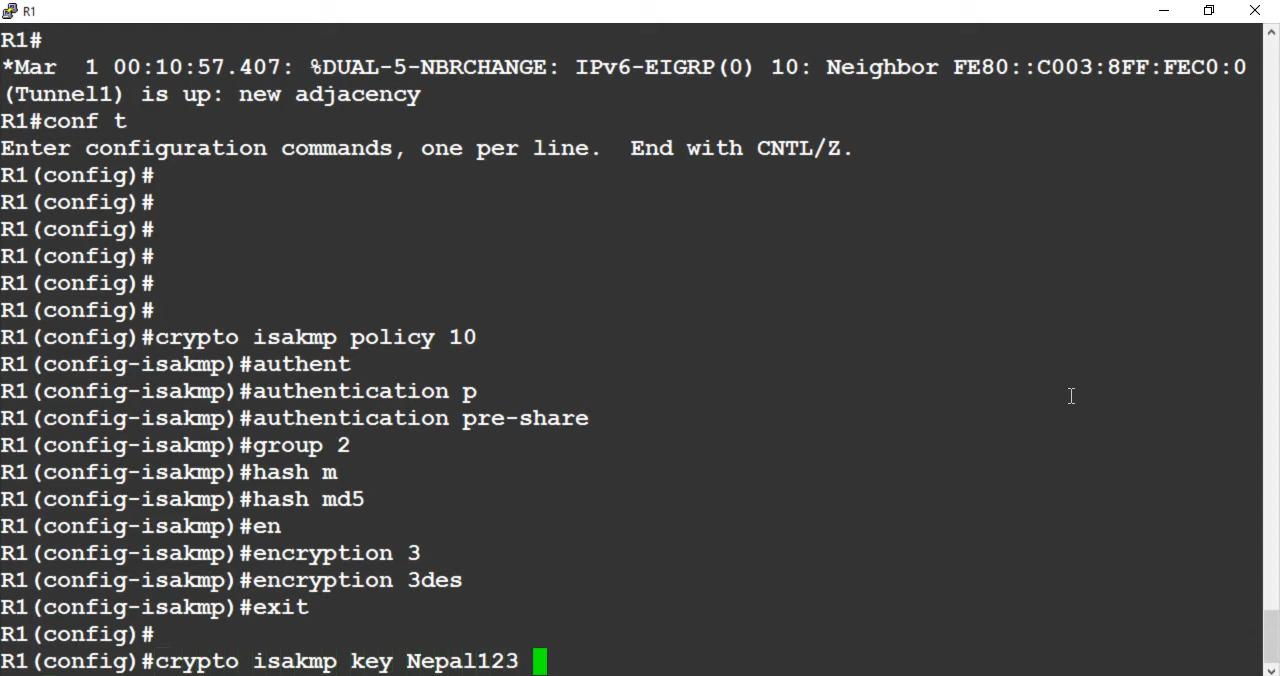 R1
R1#
*Mar  1 00:10:57.407: %DUAL-5-NBRCHANGE: IPv6-EIGRP(0) 10: Neighbor FE80::C003:8FF:FEC0:0
(Tunnel1) is up: new adjacency
R1#conf t
Enter configuration commands, one per line.  End with CNTL/Z.
R1(config)#
R1(config)#
R1(config)#
R1(config)#
R1(config)#
R1(config)#
R1(config)#crypto isakmp policy 10
R1(config-isakmp)#authent
R1(config-isakmp)#authentication p
R1(config-isakmp)#authentication pre-share
R1(config-isakmp)#group 2
R1(config-isakmp)#hash m
R1(config-isakmp)#hash md5
R1(config-isakmp)#en
R1(config-isakmp)#encryption 3
R1(config-isakmp)#encryption 3des
R1(config-isakmp)#exit
R1(config)#
R1(config)#crypto isakmp key Nepal123